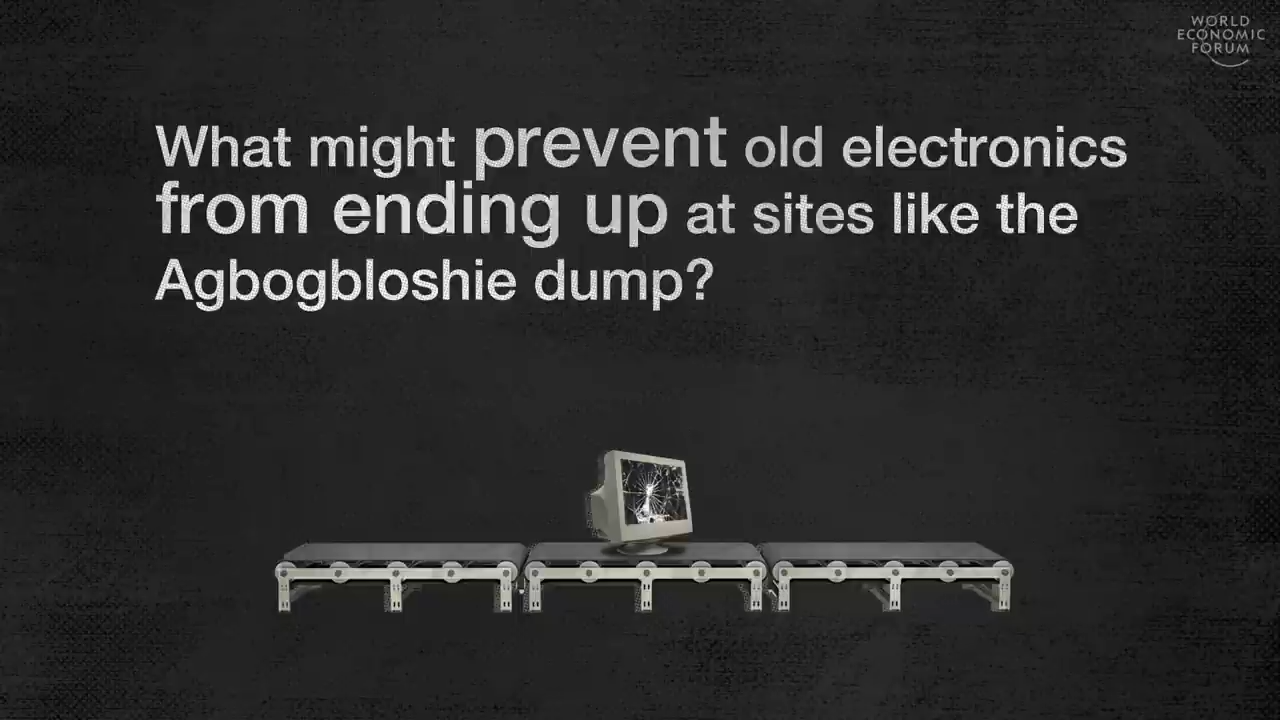 WORLD
ECONOMIC
FORUM
What might prevent old electronics
from ending up at sites like the
Agbogbloshie dump?